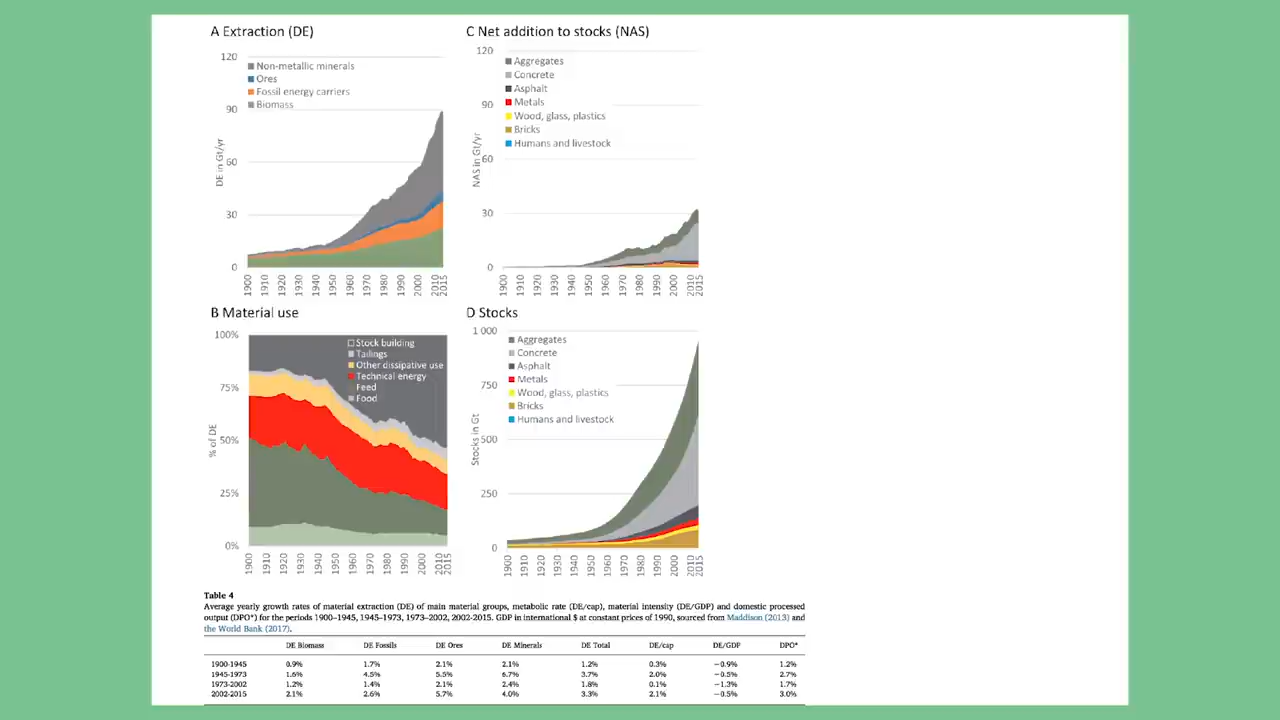 A Extraction (DE)
120
90
60
30
0
DE in Gt/yr
Non-metallic minerals
Ores
Fossil energy carriers
Biomass
1900 1910 1920 1930 1940 1950 1960 1970 1980 1990 2000 2010 2015
C Net addition to stocks (NAS)
120
90
60
30
0
NAS in Gt/yr
Aggregates
Concrete
Asphalt
Metals
Wood, glass, plastics
Bricks
Humans and livestock
1900 1910 1920 1930 1940 1950 1960 1970 1980 1990 2000 2010 2015
B Material use
100%
75%
50%
25%
0%
% of DE
Stock building
Tailings
Other dissipative use
Technical energy
Feed
Food
1900 1910 1920 1930 1940 1950 1960 1970 1980 1990 2000 2010 2015
D Stocks
1 000
750
500
250
0
Stocks in Gt
Aggregates
Concrete
Asphalt
Metals
Wood, glass, plastics
Bricks
Humans and livestock
1900 1910 1920 1930 1940 1950 1960 1970 1980 1990 2000 2010 2015
Table 4
Average yearly growth rates of material extraction (DE) of main material groups, metabolic rate (DE/cap), material intensity (DE/GDP) and domestic processed
output (DPO*) for the periods 1900–1945, 1945–1973, 1973–2002, 2002-2015. GDP in international $ at constant prices of 1990, sourced from Maddison (2013) and
the World Bank (2017).
DE Biomass DE Fossils DE Ores DE Minerals DE Total DE/cap DE/GDP DPO*
1900-1945 0.9% 1.7% 2.1% 2.1% 1.2% 0.3% −0.9% 1.2%
1945-1973 1.6% 4.5% 5.5% 6.7% 3.7% 2.0% −0.5% 2.7%
1973-2002 1.2% 1.4% 2.1% 2.4% 1.8% 0.1% −1.3% 1.7%
2002-2015 2.1% 2.6% 5.7% 4.0% 3.3% 2.1% −0.5% 3.0%